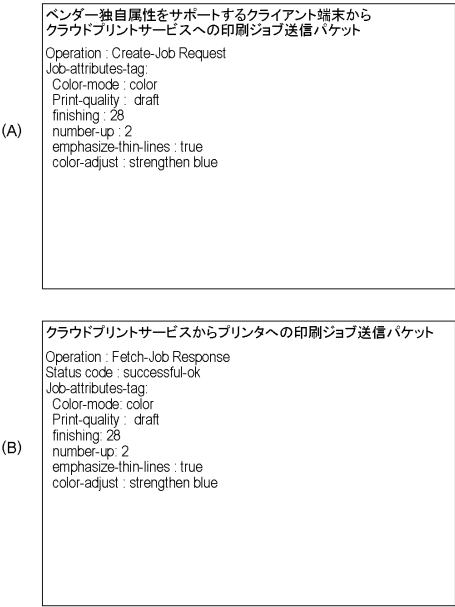 (A)
ベンダー独自属性をサポートするクライアント端末から
クラウドプリントサービスへの印刷ジョブ送信パケット
Operation : Create-Job Request
Job-attributes-tag:
Color-mode : color
Print-quality : draft
finishing : 28
number-up : 2
emphasize-thin-lines : true
color-adjust : strengthen blue
(B)
クラウドプリントサービスからプリンタへの印刷ジョブ送信パケット
Operation : Fetch-Job Response
Status code : successful-ok
Job-attributes-tag:
Color-mode: color
Print-quality : draft
finishing: 28
number-up: 2
emphasize-thin-lines : true
color-adjust : strengthen blue